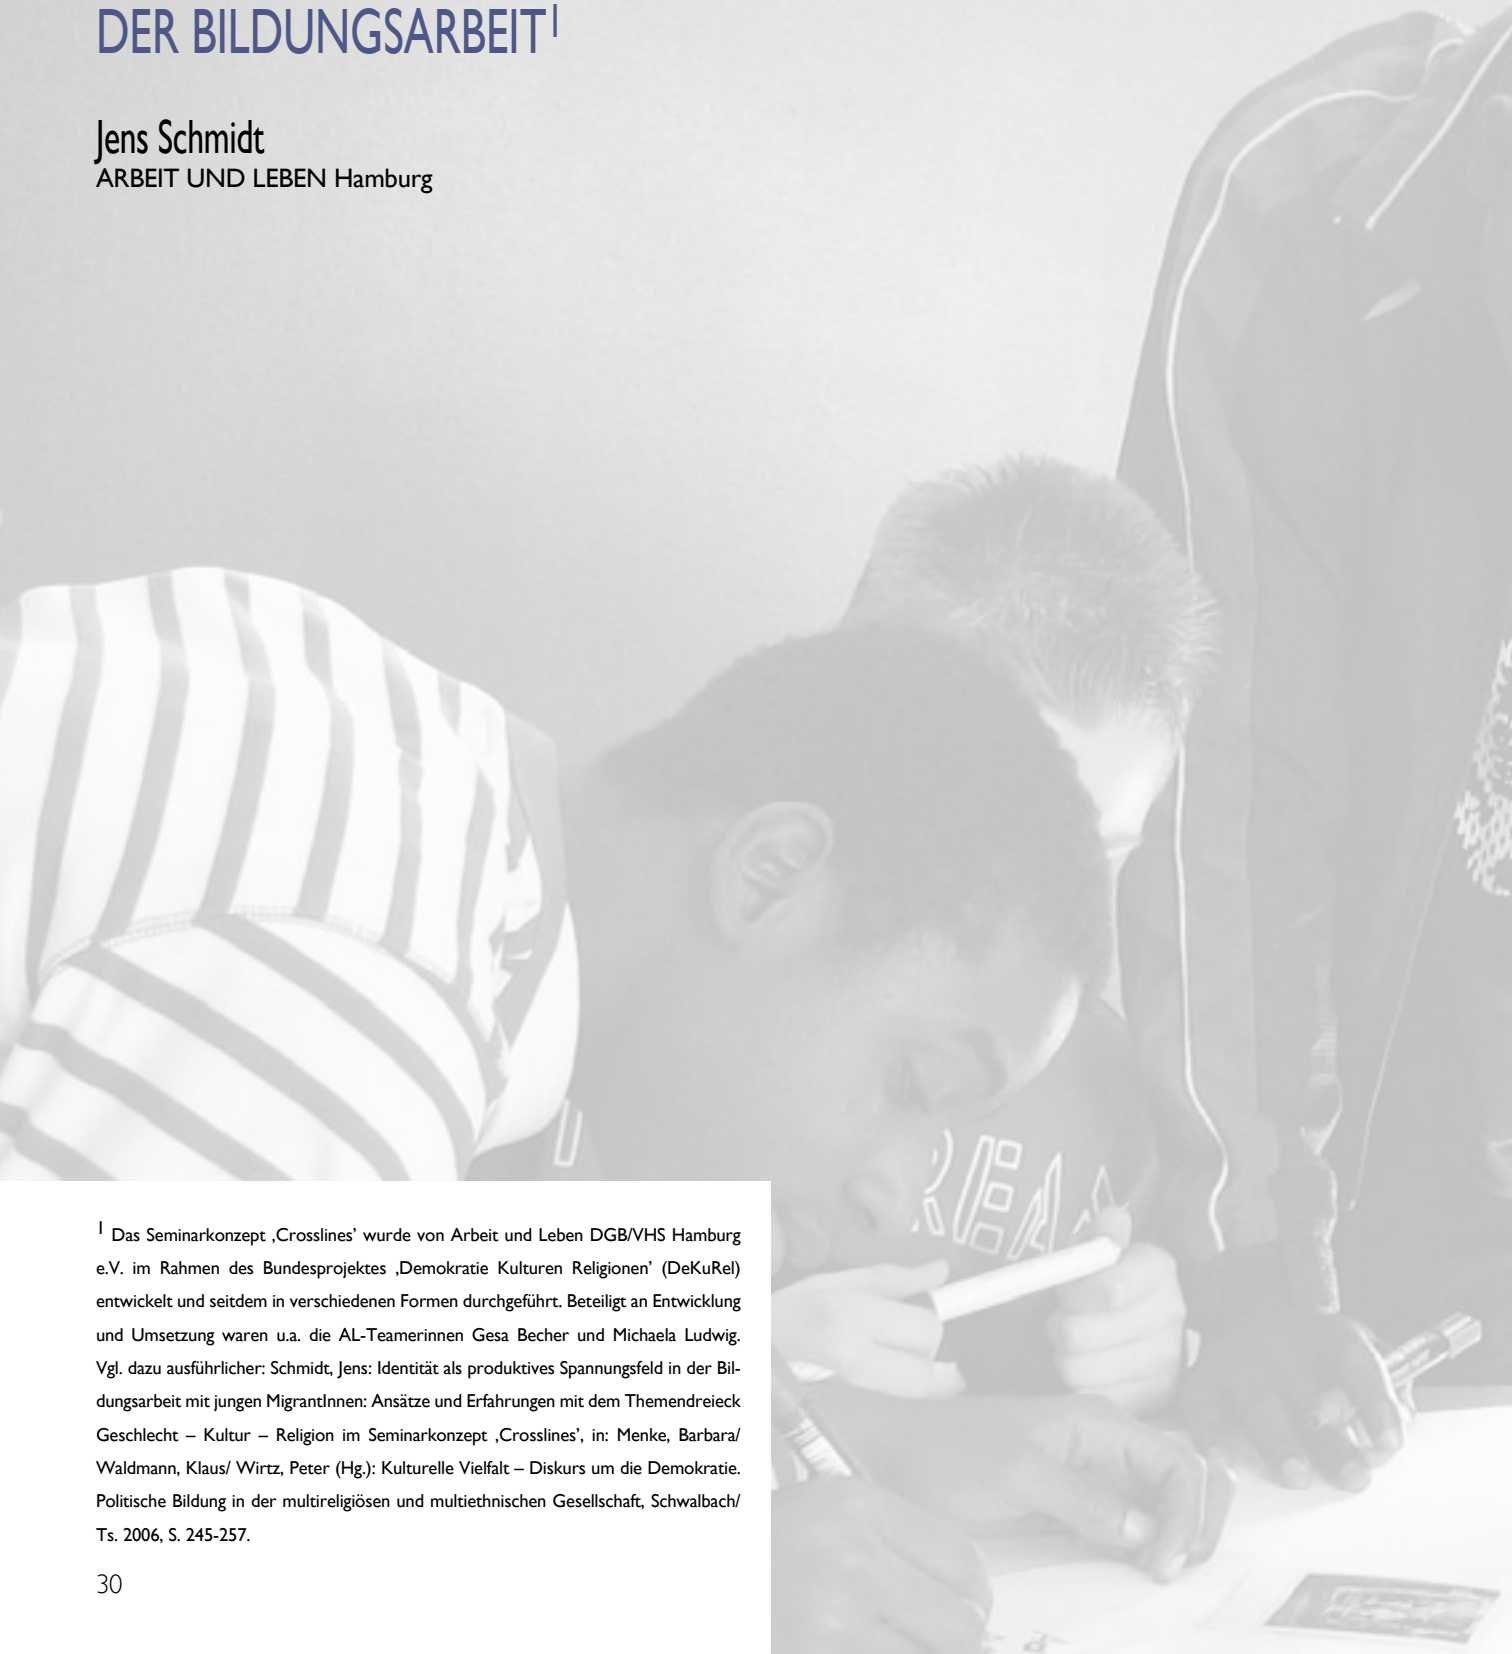 DER BILDUNGSARBEIT¹
Jens Schmidt
ARBEIT UND LEBEN Hamburg
¹ Das Seminarkonzept ‚Crosslines’ wurde von Arbeit und Leben DGB/VHS Hamburg
e.V. im Rahmen des Bundesprojektes ‚Demokratie Kulturen Religionen’ (DeKuRel)
entwickelt und seitdem in verschiedenen Formen durchgeführt. Beteiligt an Entwicklung
und Umsetzung waren u.a. die AL-Teamerinnen Gesa Becher und Michaela Ludwig.
Vgl. dazu ausführlicher: Schmidt, Jens: Identität als produktives Spannungsfeld in der Bil-
dungsarbeit mit jungen MigrantInnen: Ansätze und Erfahrungen mit dem Themendreieck
Geschlecht – Kultur – Religion im Seminarkonzept ‚Crosslines’, in: Menke, Barbara/
Waldmann, Klaus/ Wirtz, Peter (Hg.): Kulturelle Vielfalt – Diskurs um die Demokratie.
Politische Bildung in der multireligiösen und multiethnischen Gesellschaft, Schwalbach/
Ts. 2006, S. 245-257.
30